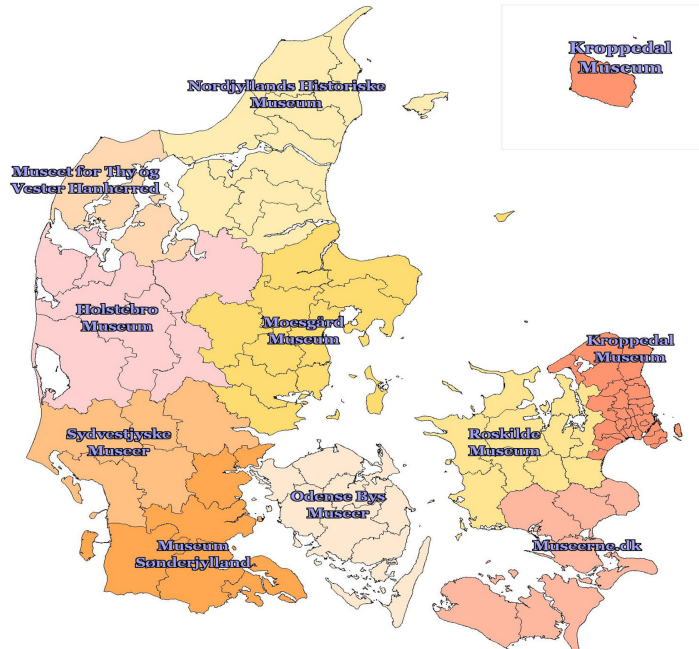 Kroppedal
Museum
Nordjyllands Historiske
Museum
Museet for Thy og
Vester Hanherred
Holstebro
Museum
Moesgård
Museum
Kroppedal
Museum
Sydvestjyske
Museer
Roskilde
Museum
Odense Bys
Museer
Museum
Sønderjylland
Museerne.dk